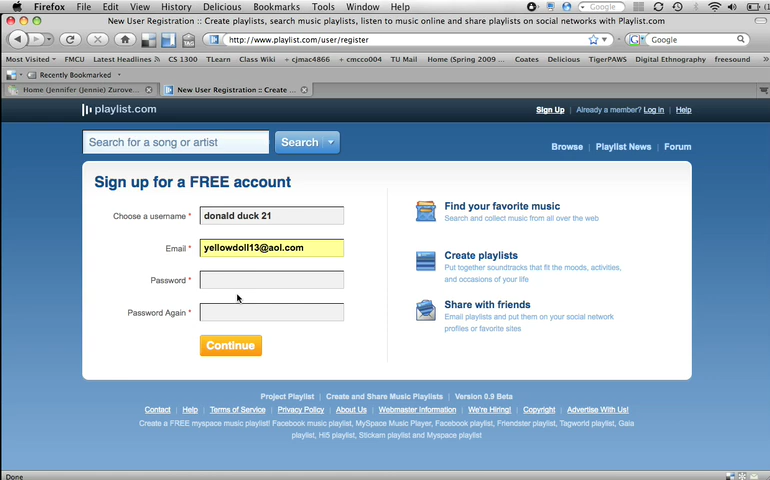 Firefox File Edit View History Delicious Bookmarks Tools Window Help
New User Registration :: Create playlists, search music playlists, listen to music online and share playlists on social networks with Playlist.com
http://www.playlist.com/user/register
Google
Most Visited FMCU Latest Headlines CS 1300 TLearn Class Wiki + cjmac4866 + cmcco004 TU Mail Home (Spring 2009 ... Coates Delicious TigerPAWS Digital Ethnography freesound
Recently Bookmarked
Home (Jennifer (Jennie) Zurove... New User Registration :: Create ...
playlist.com
Sign Up | Already a member? Log in | Help
Search for a song or artist
Search
Browse | Playlist News | Forum
Sign up for a FREE account
Choose a username *
donald duck 21
Email *
yellowdoll13@aol.com
Password *
Password Again *
Continue
Find your favorite music
Search and collect music from all over the web
Create playlists
Put together soundtracks that fit the moods, activities,
and occasions of your life
Share with friends
Email playlists and put them on your social network
profiles or favorite sites
Project Playlist | Create and Share Music Playlists | Version 0.9 Beta
Contact | Help | Terms of Service | Privacy Policy | About Us | Webmaster Information | We're Hiring! | Copyright | Advertise With Us!
Create a FREE myspace music playlist! Facebook music playlist, MySpace Music Player, Facebook playlist, Friendster playlist, Tagworld playlist, Gaia
playlist, Hi5 playlist, Stickam playlist and Myspace playlist
Done